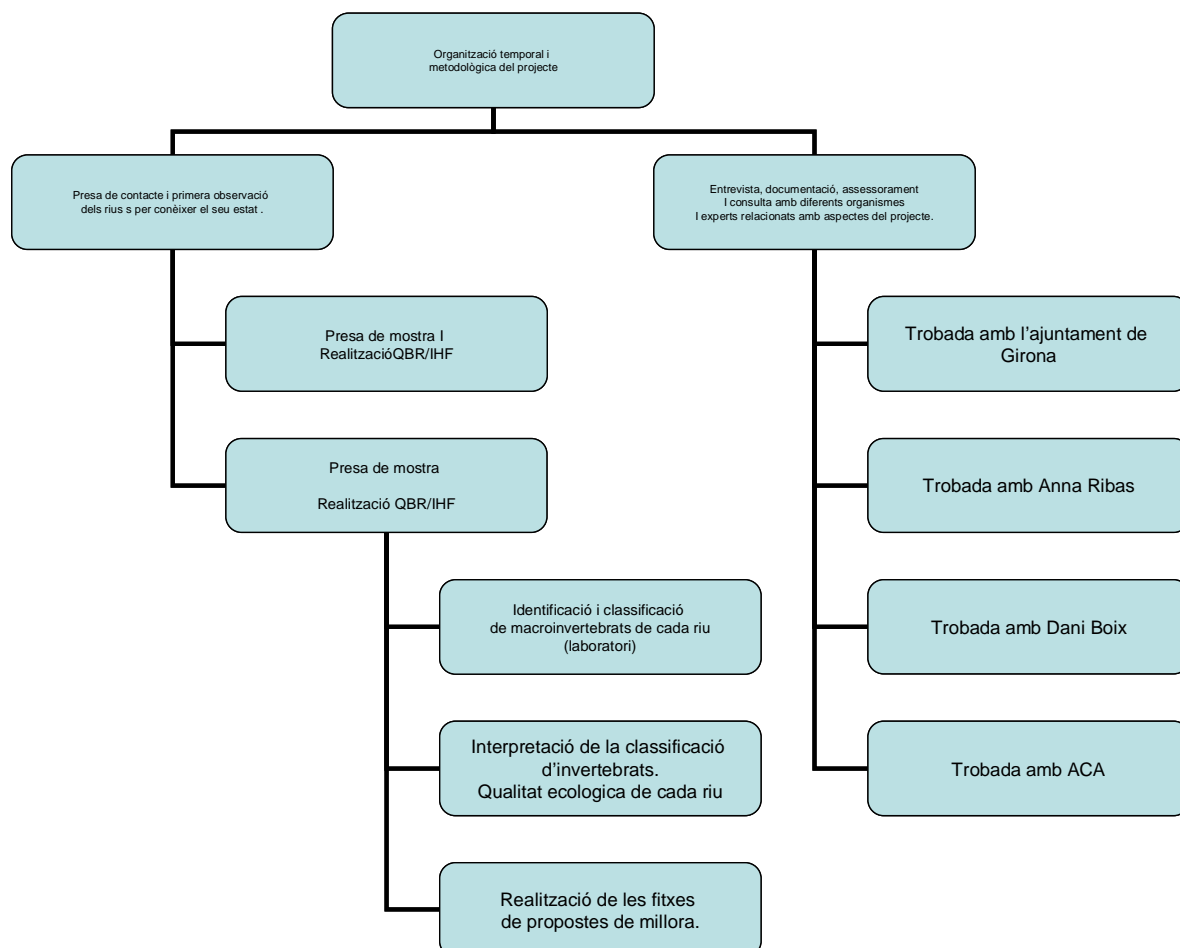 Organització temporal i
metodològica del projecte
Presa de contacte i primera observació
dels rius s per conèixer el seu estat .
Entrevista, documentació, assessorament
I consulta amb diferents organismes
I experts relacionats amb aspectes del projecte.
Presa de mostra I
RealitzacióQBR/IHF
Presa de mostra
Realització QBR/IHF
Identificació i classificació
de macroinvertebrats de cada riu
(laboratori)
Interpretació de la classificació
d’invertebrats.
Qualitat ecologica de cada riu
Realització de les fitxes
de propostes de millora.
Trobada amb l’ajuntament de
Girona
Trobada amb Anna Ribas
Trobada amb Dani Boix
Trobada amb ACA